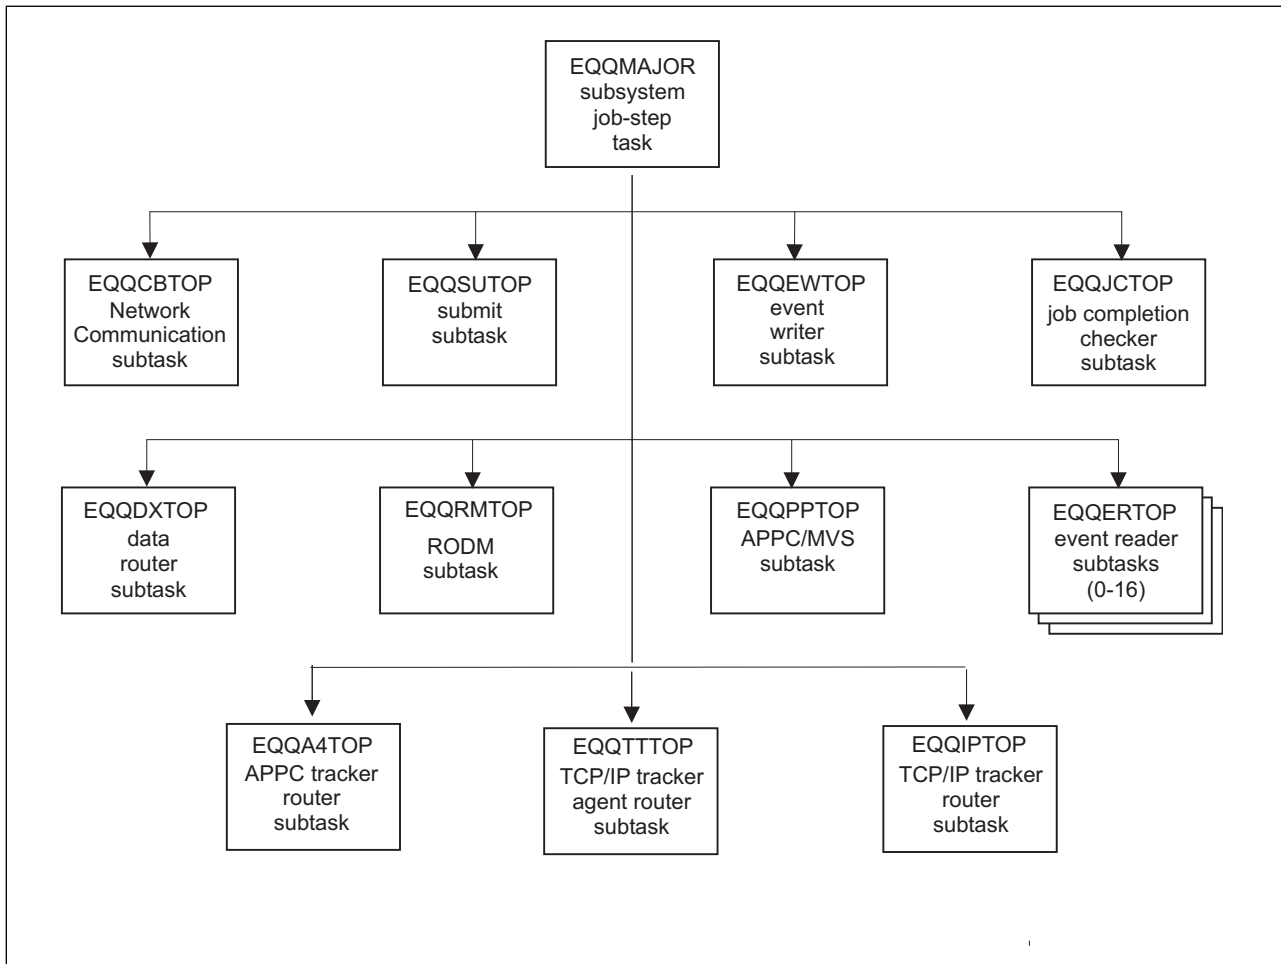 EQQMAJOR
subsystem
job-step
task
EQQCBTOP
Network
Communication
subtask
EQQSUTOP
submit
subtask
EQQEWTOP
event
writer
subtask
EQQJCTOP
job completion
checker
subtask
EQQDXTOP
data
router
subtask
EQQRMTOP
RODM
subtask
EQQPPTOP
APPC/MVS
subtask
EQQERTOP
event reader
subtasks
(0-16)
EQQA4TOP
APPC tracker
router
subtask
EQQTTTOP
TCP/IP tracker
agent router
subtask
EQQIPTOP
TCP/IP tracker
router
subtask